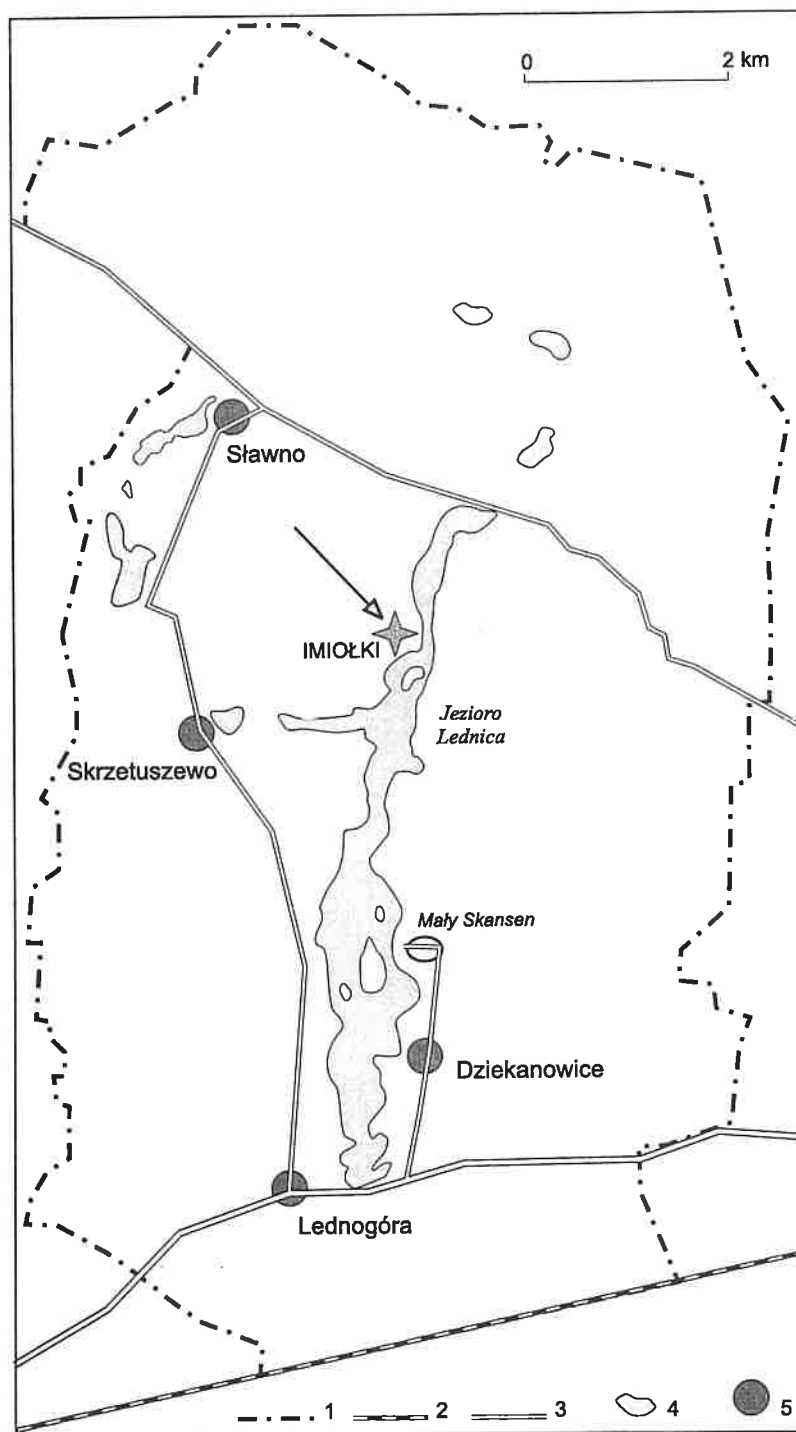 0 2 km
Sławno
IMIOŁKI
Jezioro
Lednica
Skrzetuszewo
Mały Skansen
Dziekanowice
Lednogóra
1 2 3 4 5